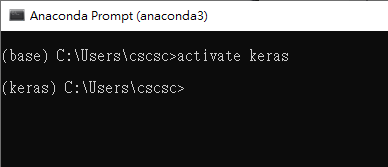 Anaconda Prompt (anaconda3)
(base) C:\Users\cscsc>activate keras
(keras) C:\Users\cscsc>